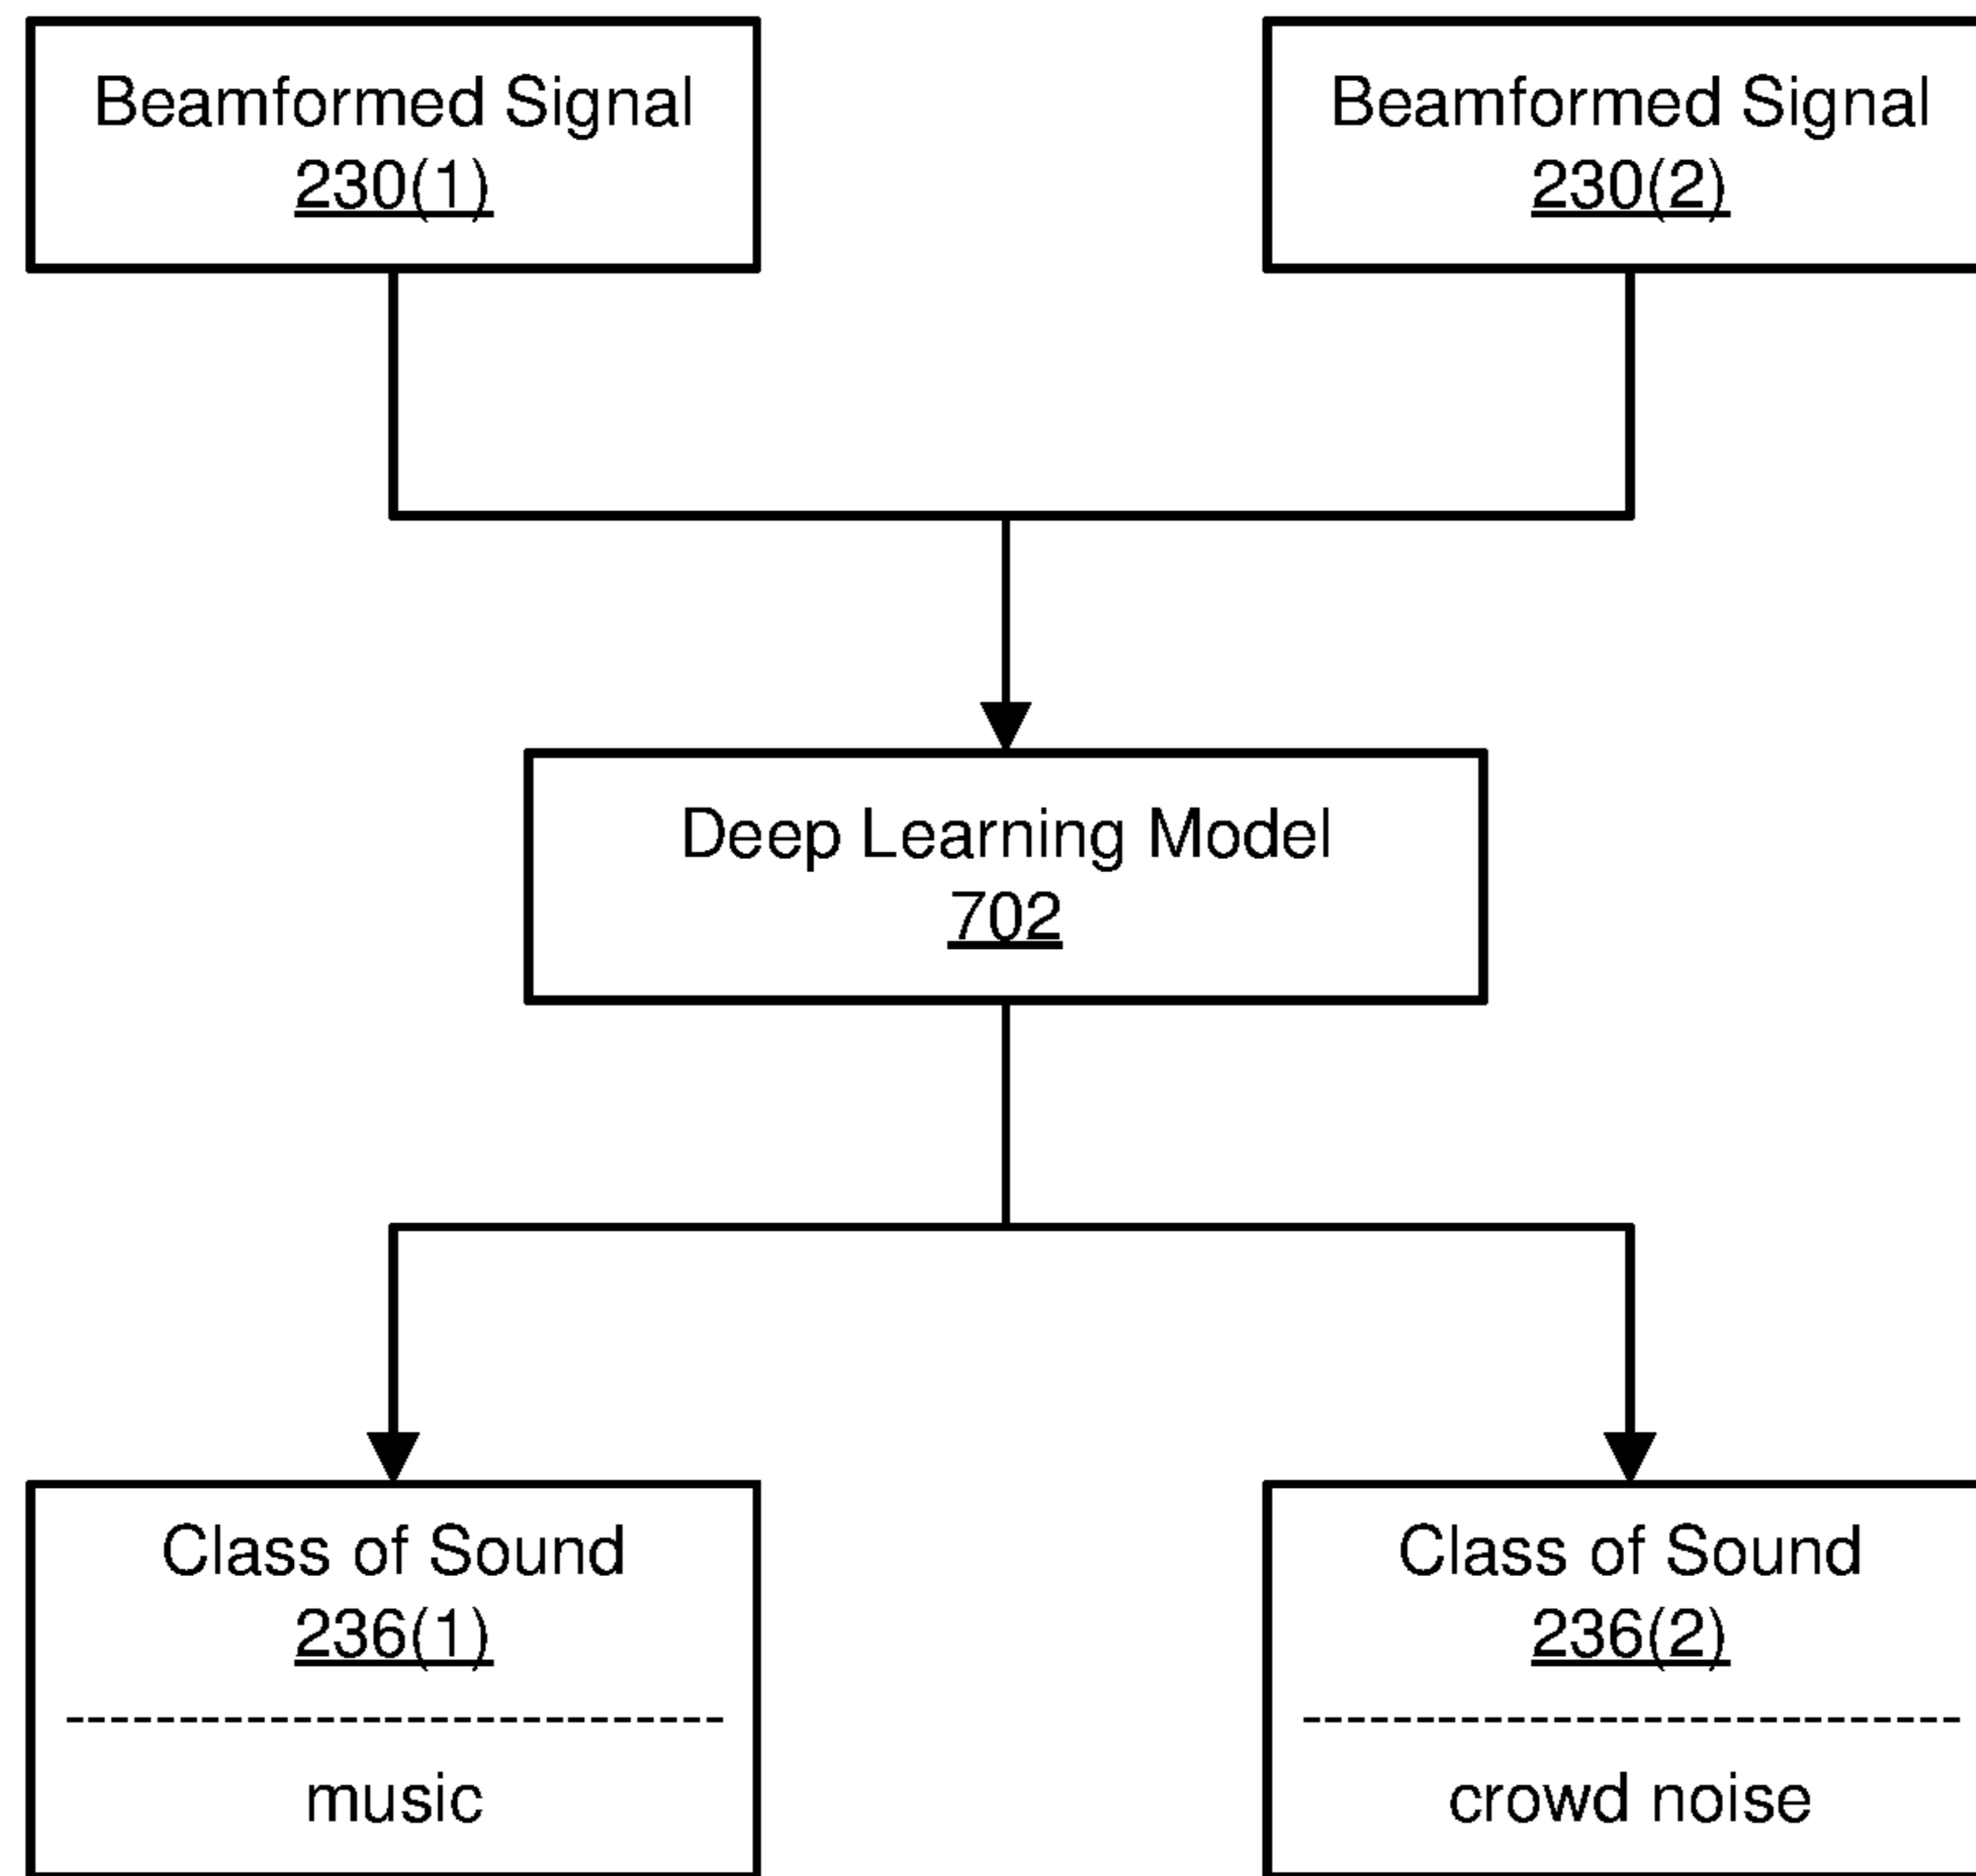 Beamformed Signal
230(1)
Beamformed Signal
230(2)
Deep Learning Model
702
Class of Sound
236(1)
music
Class of Sound
236(2)
crowd noise